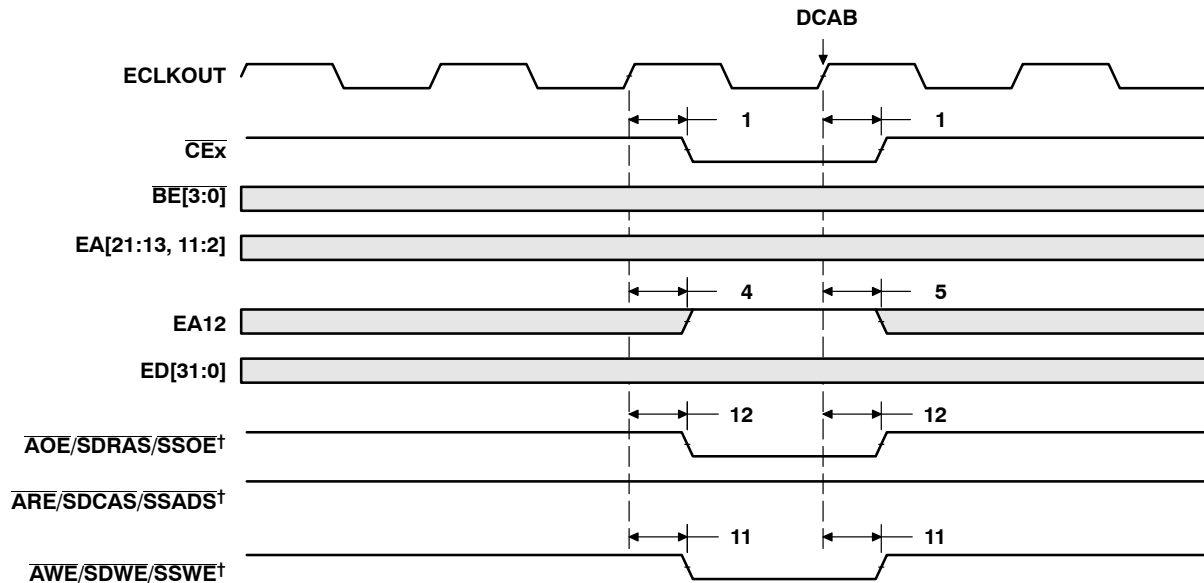 DCAB
ECLKOUT
1 1
CEx
BE[3:0]
EA[21:13, 11:2]
4 5
EA12
ED[31:0]
12 12
AOE/SDRAS/SSOE†
ARE/SDCAS/SSADS†
11 11
AWE/SDWE/SSWE†